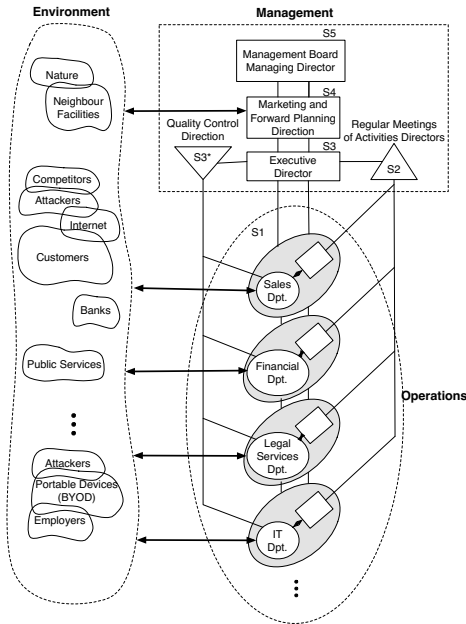 Environment
Management
S5
Management Board
Managing Director
Nature
Neighbour
Facilities
S4
Marketing and
Forward Planning
Direction
Quality Control
Direction
Regular Meetings
of Activities Directors
S3
S3*
Executive
Director
S2
Competitors
Attackers
Internet
Customers
S1
Sales
Dpt.
Banks
Public Services
Financial
Dpt.
Operations
Legal
Services
Dpt.
Attackers
Portable Devices
(BYOD)
Employers
IT
Dpt.